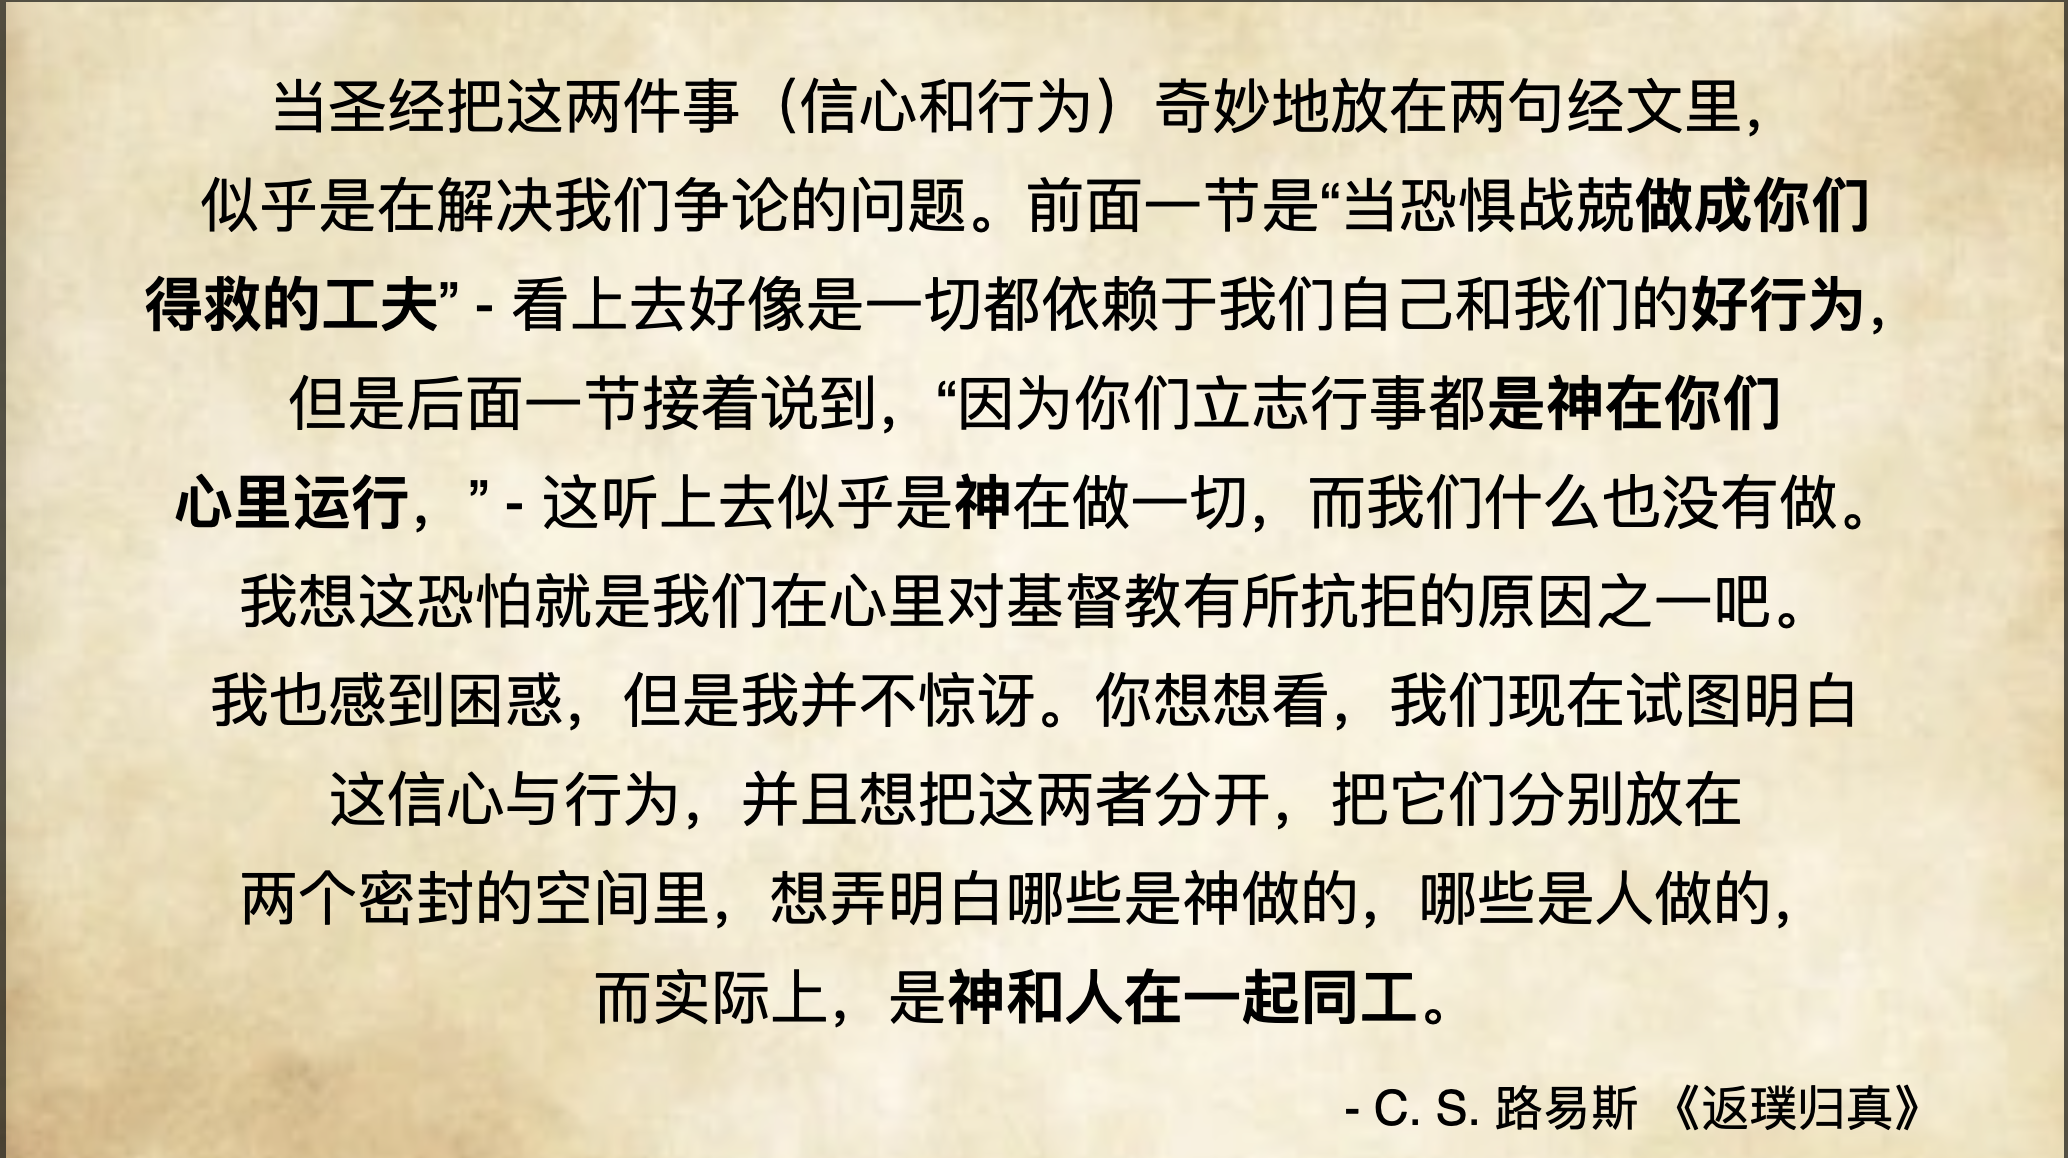 当圣经把这两件事（信心和行为）奇妙地放在两句经文里，
似乎是在解决我们争论的问题。前面一节是“当恐惧战兢做成你们
得救的工夫” - 看上去好像是一切都依赖于我们自己和我们的好行为，
但是后面一节接着说到，“因为你们立志行事都是神在你们
心里运行，” - 这听上去似乎是神在做一切，而我们什么也没有做。
我想这恐怕就是我们在心里对基督教有所抗拒的原因之一吧。
我也感到困惑，但是我并不惊讶。你想想看，我们现在试图明白
这信心与行为，并且想把这两者分开，把它们分别放在
两个密封的空间里，想弄明白哪些是神做的，哪些是人做的，
而实际上，是神和人在一起同工。
- C. S. 路易斯 《返璞归真》